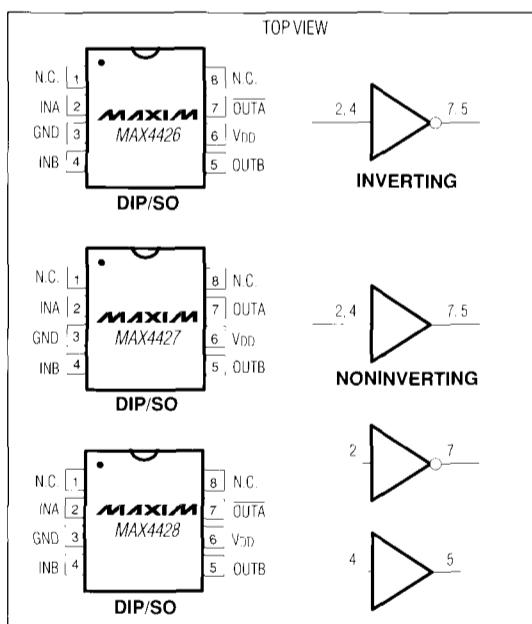 TOP VIEW
N.C. 1 8 N.C.
INA 2 7 O̅U̅T̅A̅
GND 3 6 VDD
INB 4 5 OUTB
MAXIM
MAX4426
DIP/SO
2, 4 7, 5
INVERTING
N.C. 1 8 N.C.
INA 2 7 OUTA
GND 3 6 VDD
INB 4 5 OUTB
MAXIM
MAX4427
DIP/SO
2, 4 7, 5
NONINVERTING
N.C. 1 8 N.C.
INA 2 7 O̅U̅T̅A̅
GND 3 6 VDD
INB 4 5 OUTB
MAXIM
MAX4428
DIP/SO
2 7
4 5